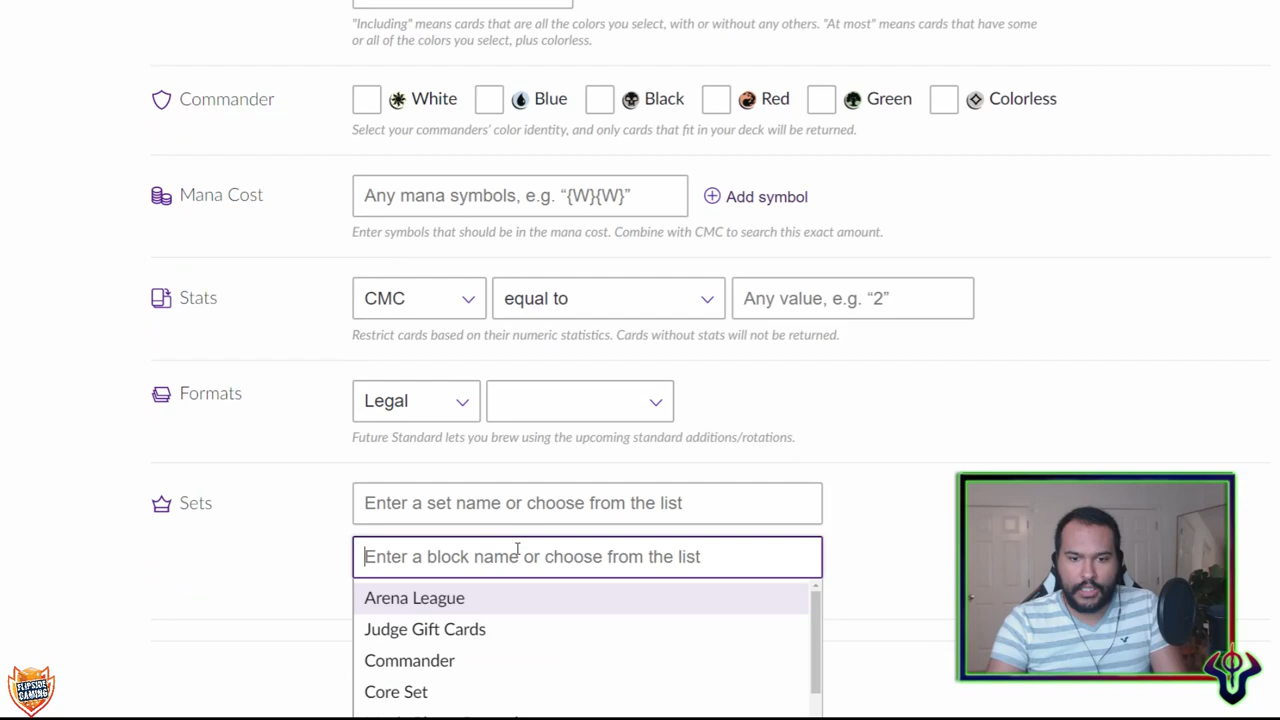 "Including" means cards that are all the colors you select, with or without any others. "At most" means cards that have some
or all of the colors you select, plus colorless.
Commander
White
Blue
Black
Red
Green
Colorless
Select your commanders' color identity, and only cards that fit in your deck will be returned.
Mana Cost
Any mana symbols, e.g. “{W}{W}”
Add symbol
Enter symbols that should be in the mana cost. Combine with CMC to search this exact amount.
Stats
CMC
equal to
Any value, e.g. “2”
Restrict cards based on their numeric statistics. Cards without stats will not be returned.
Formats
Legal
Future Standard lets you brew using the upcoming standard additions/rotations.
Sets
Enter a set name or choose from the list
Enter a block name or choose from the list
Arena League
Judge Gift Cards
Commander
Core Set
FLIPSIDE
GAMING